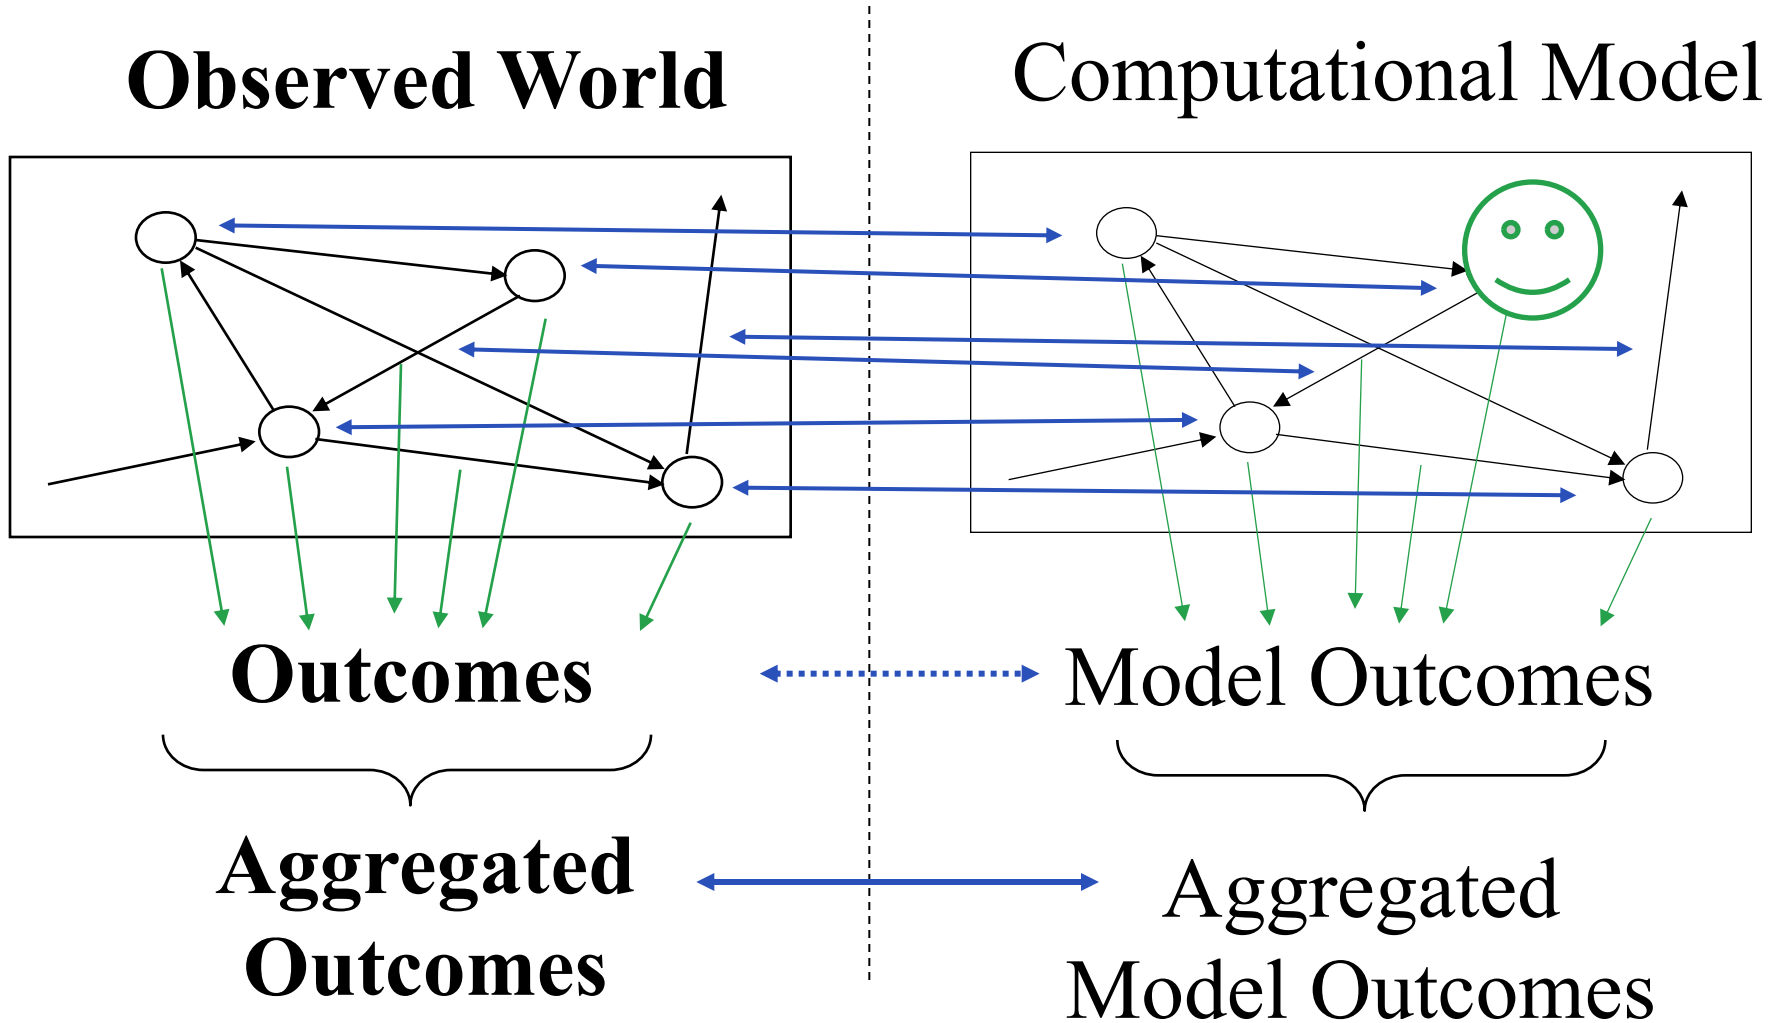 Observed World
Computational Model
Outcomes
Model Outcomes
Aggregated
Outcomes
Aggregated
Model Outcomes